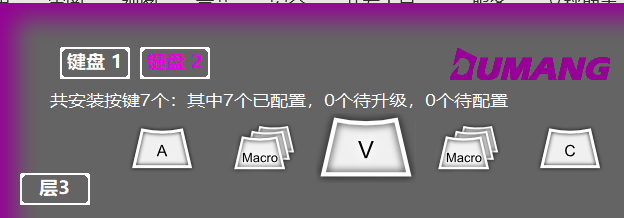 键盘 1 键盘 2
DUMANG
共安装按键7个：其中7个已配置，0个待升级，0个待配置
A Macro V Macro C
层3